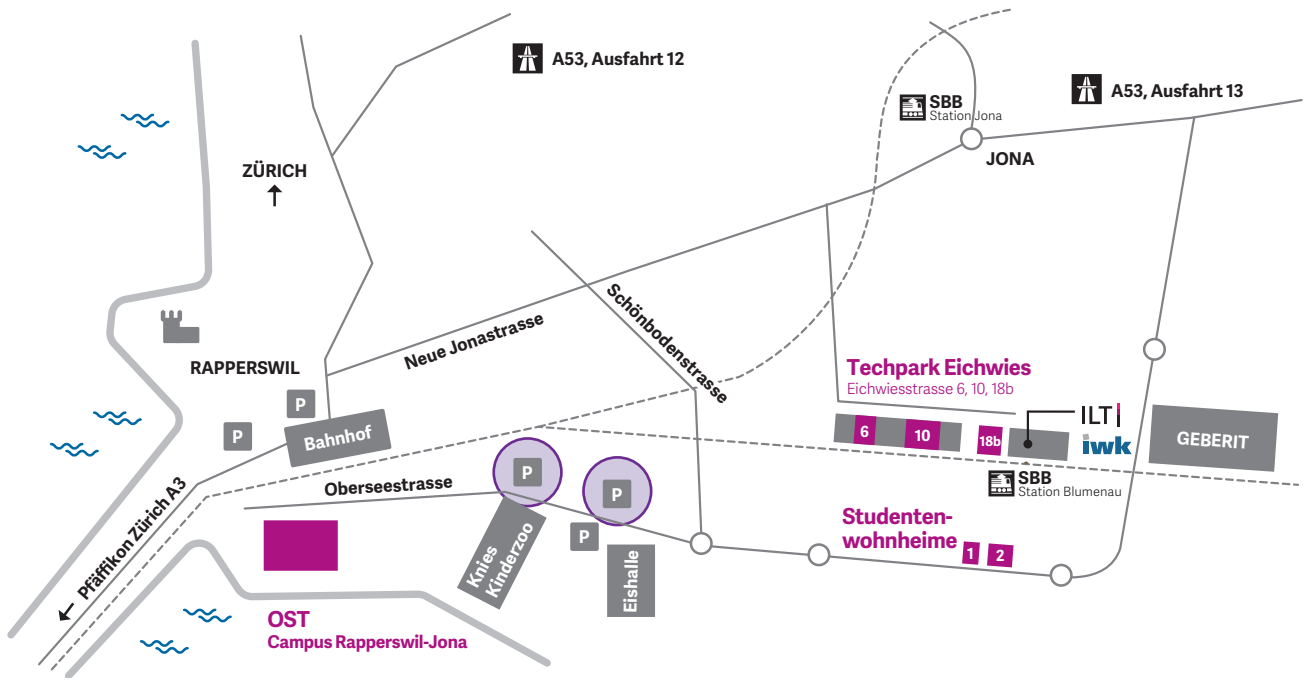 A53, Ausfahrt 12
A53, Ausfahrt 13
SBB
Station Jona
JONA
ZÜRICH
Neue Jonastrasse
Schönbodenstrasse
RAPPERSWIL
P
P
Bahnhof
Techpark Eichwies
Eichwiesstrasse 6, 10, 18b
6
10
18b
ILT
iwk
GEBERIT
SBB
Station Blumenau
Pfäffikon Zürich A3
Oberseestrasse
P
P
P
Knies
Kinderzoo
Eishalle
Studenten-
wohnheime
1
2
OST
Campus Rapperswil-Jona